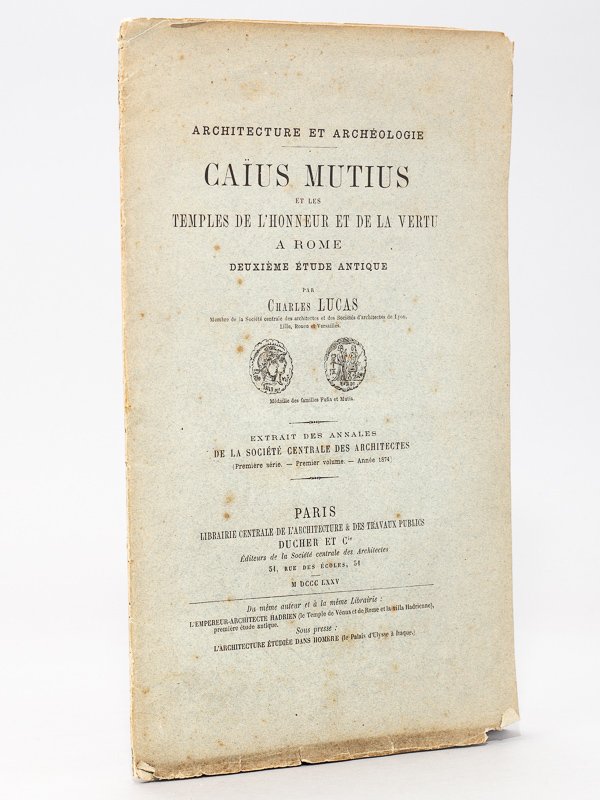 ARCHITECTURE ET ARCHÉOLOGIE
CAÏUS MUTIUS
ET LES
TEMPLES DE L'HONNEUR ET DE LA VERTU
A ROME
DEUXIÈME ÉTUDE ANTIQUE
PAR
CHARLES LUCAS
Membre de la Société centrale des architectes et des Sociétés d'architectes de Lyon,
Lille, Rouen et Versailles.
Médaille des familles Fufia et Mutia.
EXTRAIT DES ANNALES
DE LA SOCIÉTÉ CENTRALE DES ARCHITECTES
(Première série. — Premier volume. — Année 1874)
PARIS
LIBRAIRIE CENTRALE DE L'ARCHITECTURE & DES TRAVAUX PUBLICS
DUCHER ET Cie
Éditeurs de la Société centrale des Architectes
51, RUE DES ÉCOLES, 51
M DCCC LXXV
Du même auteur et à la même Librairie :
L'EMPEREUR-ARCHITECTE HADRIEN (le Temple de Vénus et de Rome et la villa Hadrienne),
première étude antique.
Sous presse :
L'ARCHITECTURE ÉTUDIÉE DANS HOMÈRE (le Palais d'Ulysse à Itaque.)